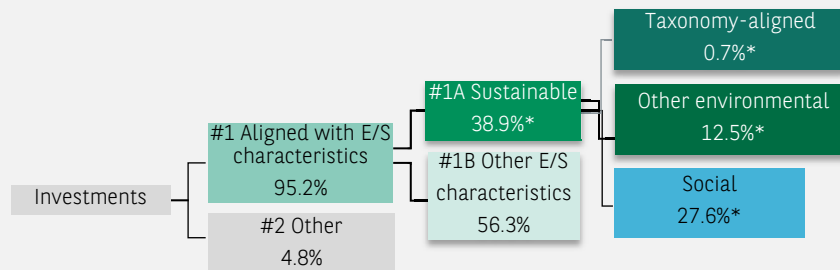 Investments
#1 Aligned with E/S
characteristics
95.2%
#2 Other
4.8%
#1A Sustainable
38.9%*
#1B Other E/S
characteristics
56.3%
Taxonomy-aligned
0.7%*
Other environmental
12.5%*
Social
27.6%*